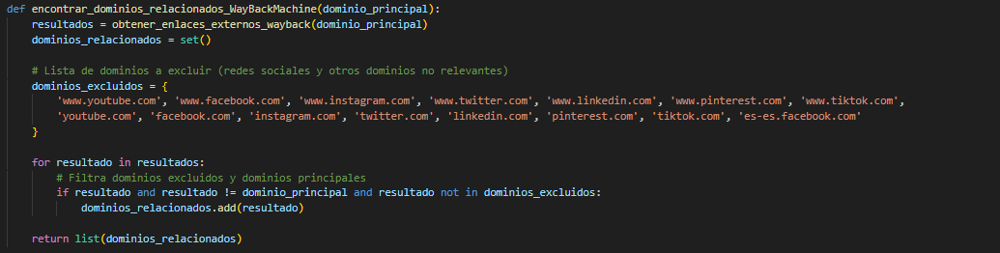 def encontrar_dominios_relacionados_WayBackMachine(dominio_principal):
    resultados = obtener_enlaces_externos_wayback(dominio_principal)
    dominios_relacionados = set()

    # Lista de dominios a excluir (redes sociales y otros dominios no relevantes)
    dominios_excluidos = {
        'www.youtube.com', 'www.facebook.com', 'www.instagram.com', 'www.twitter.com', 'www.linkedin.com', 'www.pinterest.com', 'www.tiktok.com',
        'youtube.com', 'facebook.com', 'instagram.com', 'twitter.com', 'linkedin.com', 'pinterest.com', 'tiktok.com', 'es-es.facebook.com'
    }

    for resultado in resultados:
        # Filtra dominios excluidos y dominios principales
        if resultado and resultado != dominio_principal and resultado not in dominios_excluidos:
            dominios_relacionados.add(resultado)

    return list(dominios_relacionados)